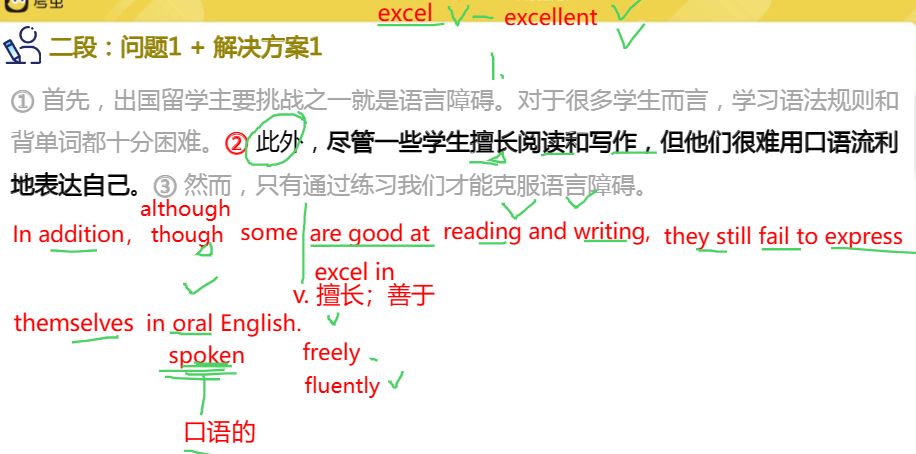 考虫
excel — excellent
二段：问题1 + 解决方案1
1.
① 首先，出国留学主要挑战之一就是语言障碍。对于很多学生而言，学习语法规则和
背单词都十分困难。② 此外，尽管一些学生擅长阅读和写作，但他们很难用口语流利
地表达自己。③ 然而，只有通过练习我们才能克服语言障碍。
although
In addition, though some are good at reading and writing, they still fail to express
excel in
v. 擅长；善于
themselves in oral English.
spoken freely
fluently
口语的